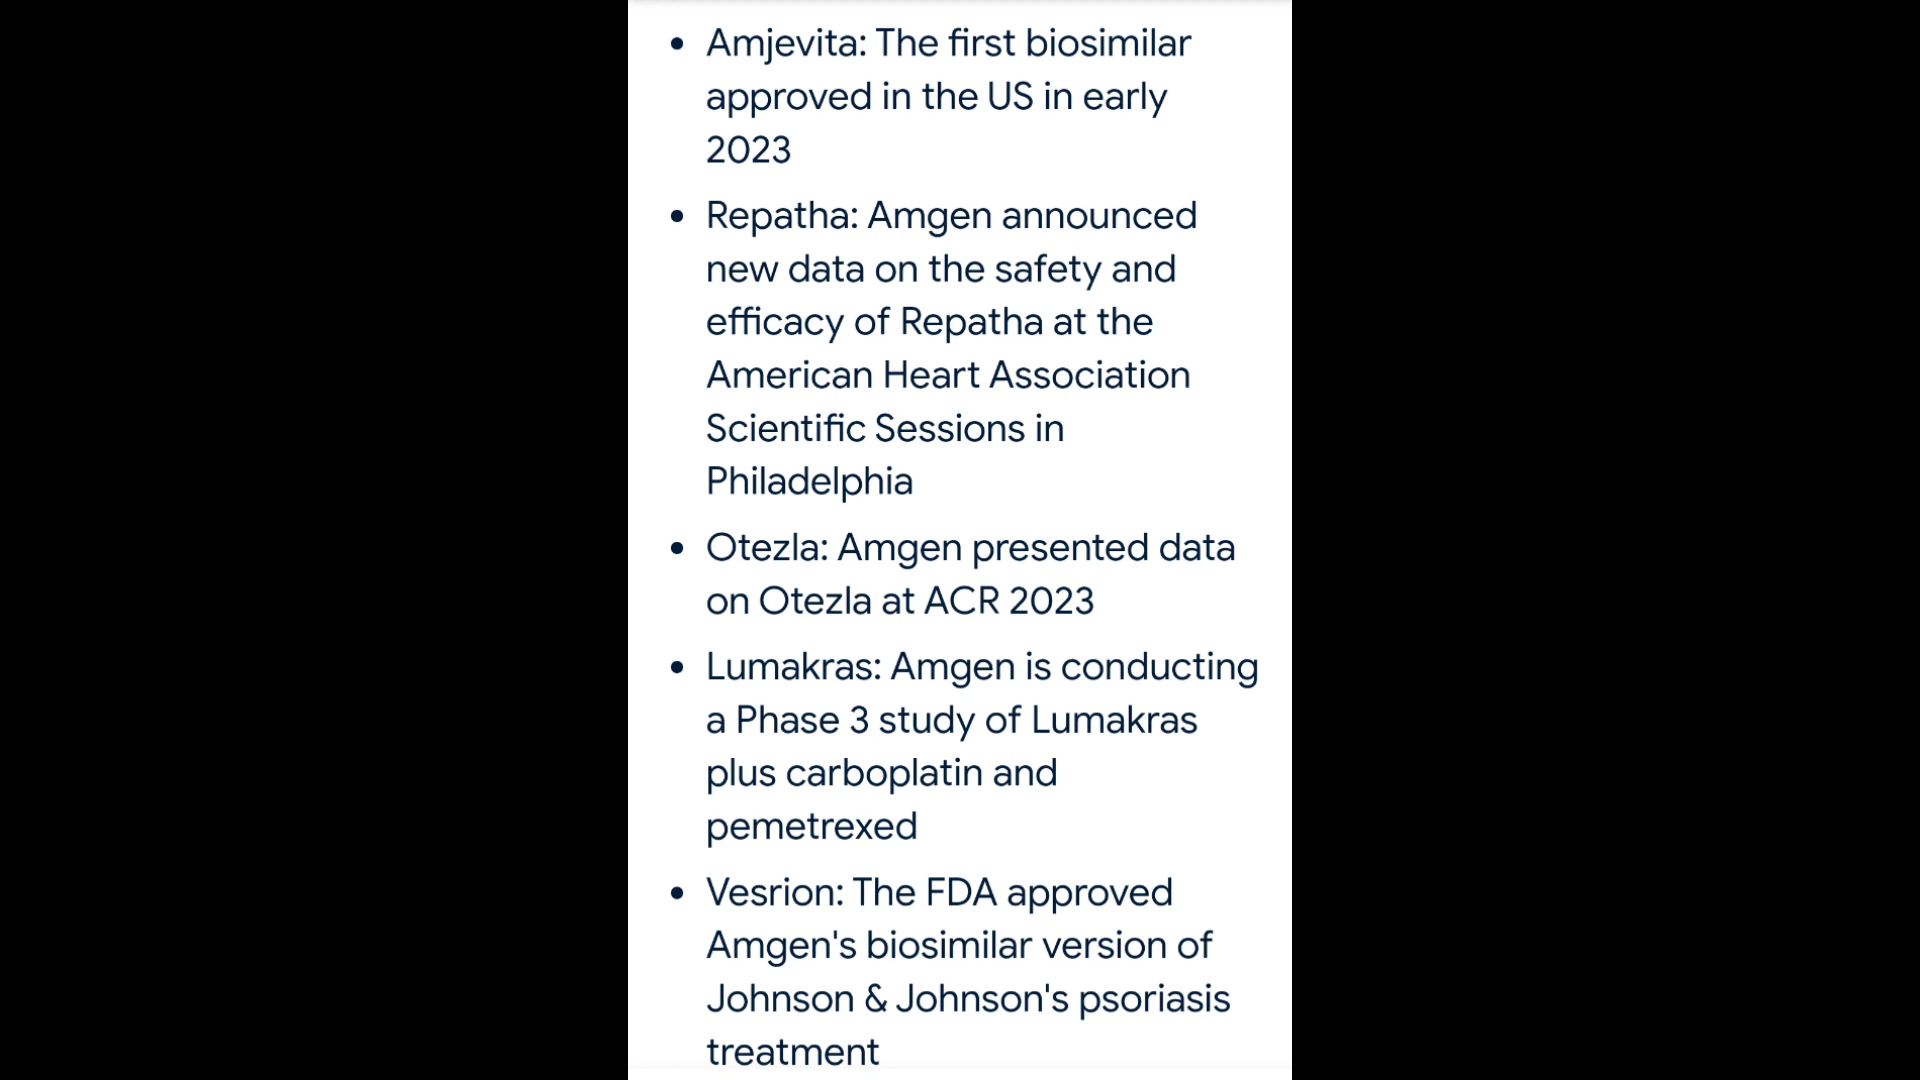 • Amjevita: The first biosimilar
approved in the US in early
2023
• Repatha: Amgen announced
new data on the safety and
efficacy of Repatha at the
American Heart Association
Scientific Sessions in
Philadelphia
• Otezla: Amgen presented data
on Otezla at ACR 2023
• Lumakras: Amgen is conducting
a Phase 3 study of Lumakras
plus carboplatin and
pemetrexed
• Vesrion: The FDA approved
Amgen's biosimilar version of
Johnson & Johnson's psoriasis
treatment